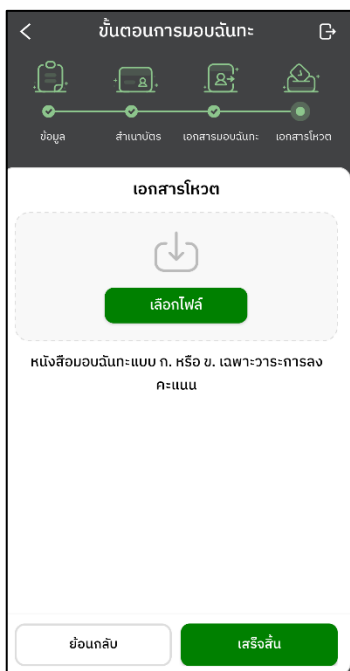 ขั้นตอนการมอบฉันทะ
ข้อมูล
สำเนาบัตร
เอกสารมอบฉันทะ
เอกสารโหวต
เอกสารโหวต
เลือกไฟล์
หนังสือมอบฉันทะแบบ ก. หรือ ข. เฉพาะวาระการลง
คะแนน
ย้อนกลับ
เสร็จสิ้น